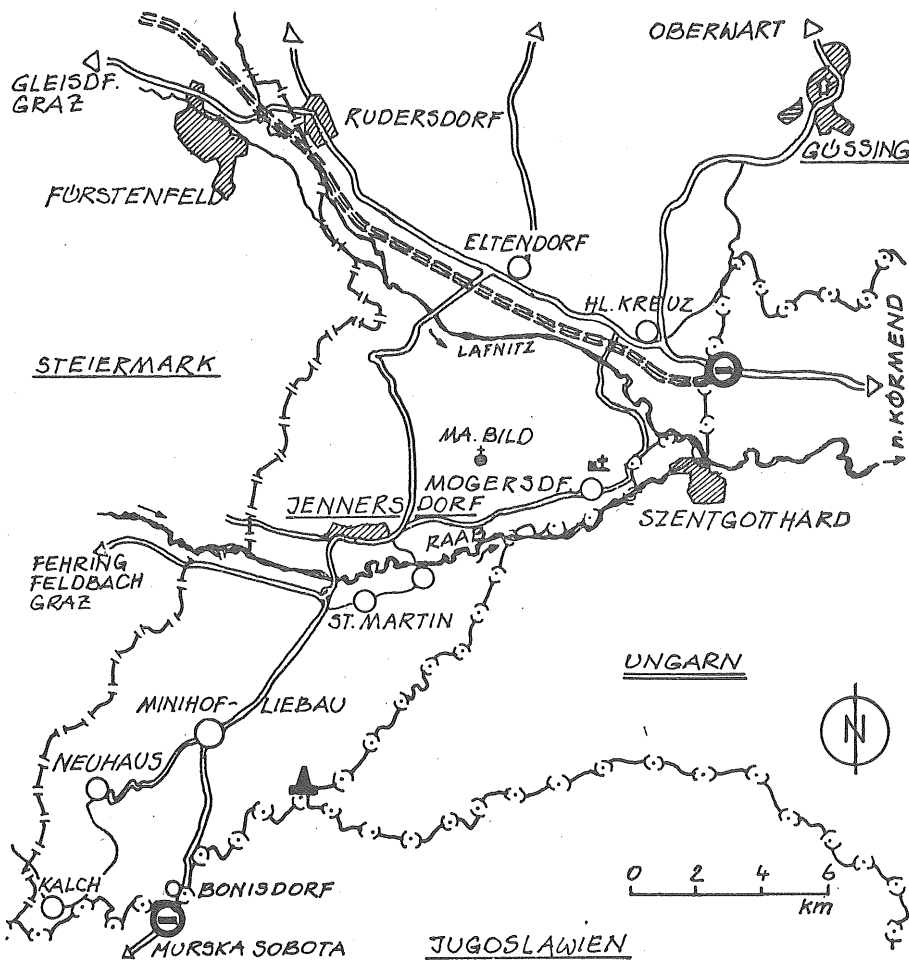 OBERWART
GLEISDF.
GRAZ
RUDERSDORF
GÜSSING
FÜRSTENFELD
ELTENDORF
HL. KREUZ
LAFNITZ
STEIERMARK
n. KÖRMEND
MA. BILD
MOGERSDF.
JENNERSDORF
SZENTGOTTHARD
RAAB
FEHRING
FELDBACH
GRAZ
ST. MARTIN
UNGARN
MINIHOF-LIEBAU
N
NEUHAUS
KALCH
BONISDORF
0 2 4 6
km
MURSKA SOBOTA
JUGOSLAWIEN